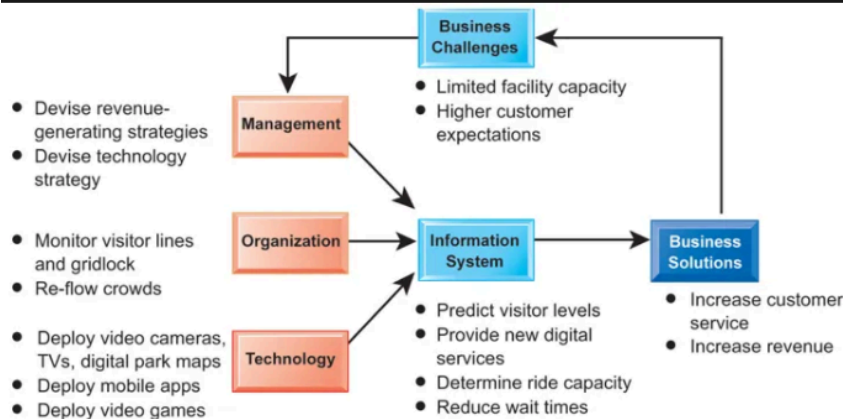 Business
Challenges
• Limited facility capacity
• Higher customer
expectations
• Devise revenue-
generating strategies
• Devise technology
strategy
Management
• Monitor visitor lines
and gridlock
• Re-flow crowds
Organization
Information
System
Business
Solutions
• Increase customer
service
• Increase revenue
• Deploy video cameras,
TVs, digital park maps
• Deploy mobile apps
• Deploy video games
Technology
• Predict visitor levels
• Provide new digital
services
• Determine ride capacity
• Reduce wait times